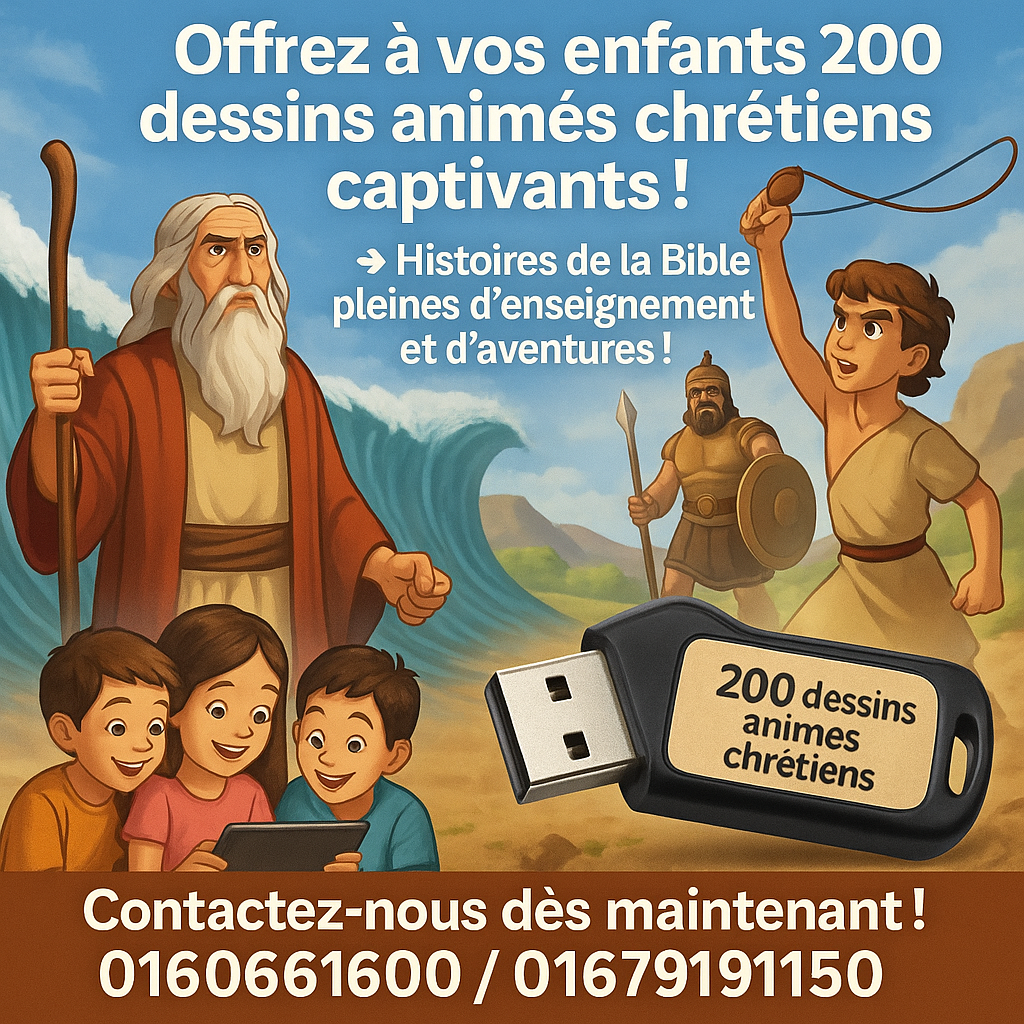 Offrez à vos enfants 200
dessins animés chrétiens
captivants !
→ Histoires de la Bible
pleines d'enseignement
et d'aventures !
200 dessins
animes
chrétiens
Contactez-nous dès maintenant !
0160661600 / 01679191150